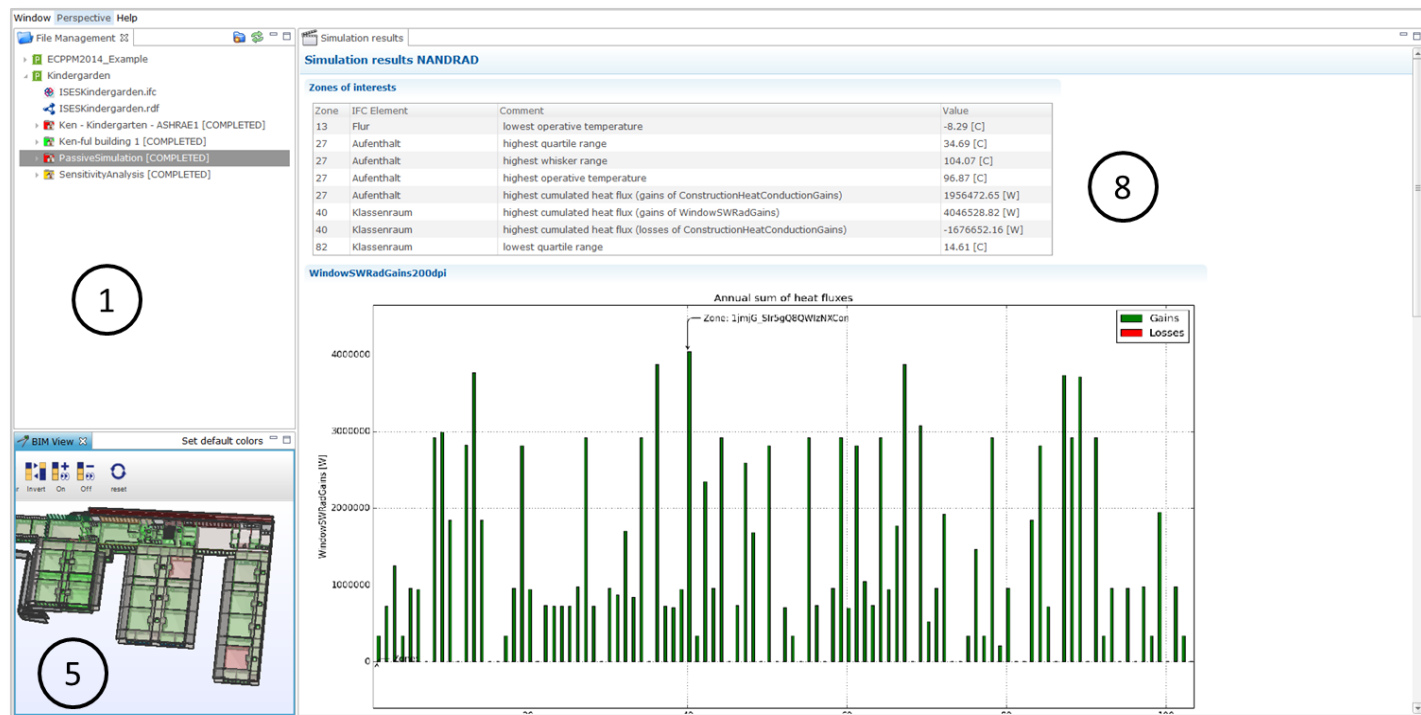 Window Perspective Help
File Management
ECPPM2014_Example
Kindergarden
ISESKindergarden.ifc
ISESKindergarden.rdf
Ken - Kindergarten - ASHRAE1 [COMPLETED]
Ken-ful building 1 [COMPLETED]
PassiveSimulation [COMPLETED]
SensitivityAnalysis [COMPLETED]
1
BIM View Set default colors
r Invert On Off reset
5
Simulation results
Simulation results NANDRAD
Zones of interests
Zone IFC Element Comment Value
13 Flur lowest operative temperature -8.29 [C]
27 Aufenthalt highest quartile range 34.69 [C]
27 Aufenthalt highest whisker range 104.07 [C]
27 Aufenthalt highest operative temperature 96.87 [C]
27 Aufenthalt highest cumulated heat flux (gains of ConstructionHeatConductionGains) 1956472.65 [W]
40 Klassenraum highest cumulated heat flux (gains of WindowSWRadGains) 4046528.82 [W]
40 Klassenraum highest cumulated heat flux (losses of ConstructionHeatConductionGains) -1676652.16 [W]
82 Klassenraum lowest quartile range 14.61 [C]
8
WindowSWRadGains200dpi
Annual sum of heat fluxes
Zone:
Gains
Losses
4000000
3000000
2000000
1000000
0
WindowSWRadGains [W]
Zone:
20 40 60 80 100